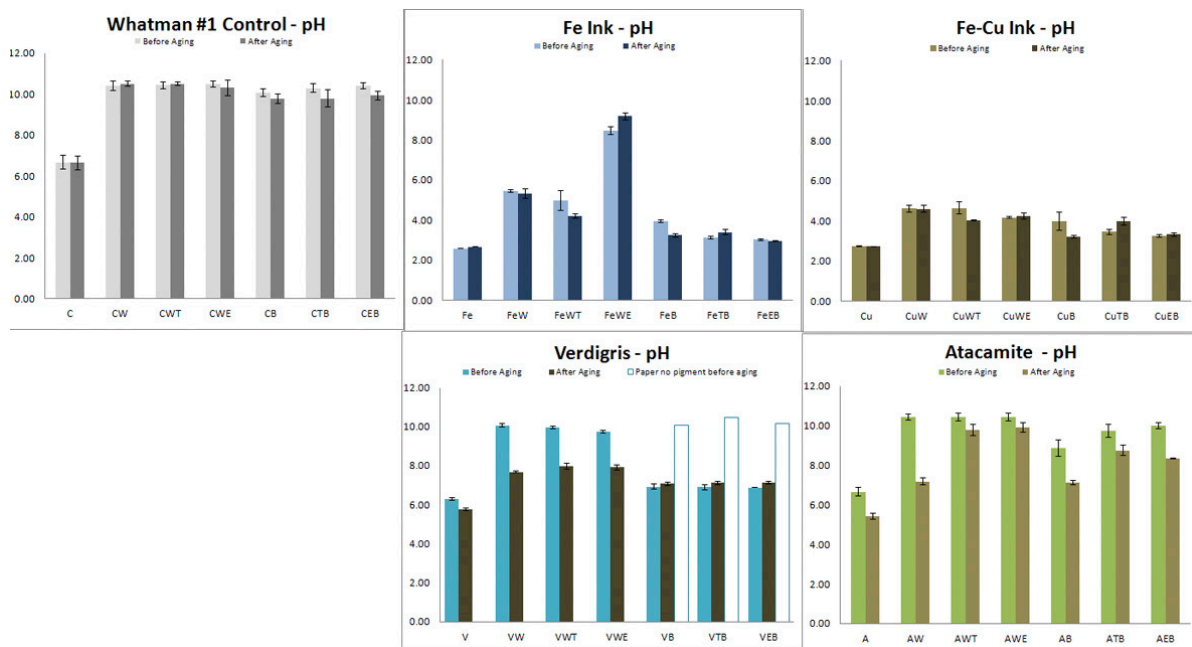 Whatman #1 Control - pH
Before Aging After Aging
12.00
10.00
8.00
6.00
4.00
2.00
0.00
C CW CWT CWE CB CTB CEB
Fe Ink - pH
Before Aging After Aging
12.00
10.00
8.00
6.00
4.00
2.00
0.00
Fe FeW FeWT FeWE FeB FeTB FeEB
Fe-Cu Ink - pH
Before Aging After Aging
12.00
10.00
8.00
6.00
4.00
2.00
0.00
Cu CuW CuWT CuWE CuB CuTB CuEB
Verdigris - pH
Before Aging After Aging Paper no pigment before aging
12.00
10.00
8.00
6.00
4.00
2.00
0.00
V VW VWT VWE VB VTB VEB
Atacamite - pH
Before Aging After Aging
12.00
10.00
8.00
6.00
4.00
2.00
0.00
A AW AWT AWE AB ATB AEB